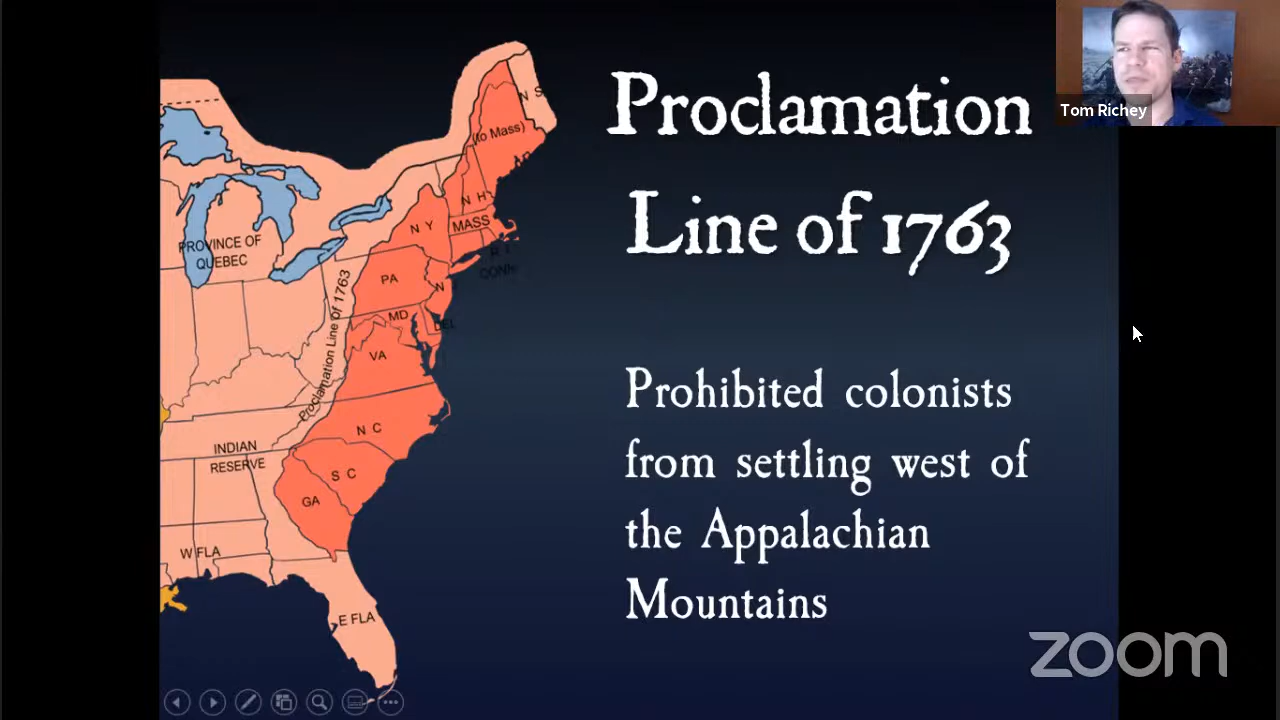 Proclamation
Line of 1763
Tom Richey
Prohibited colonists
from settling west of
the Appalachian
Mountains
N S
(to Mass)
N H
N Y
MASS
R I
CONN
PROVINCE OF
QUEBEC
PA
N
MD
DEL
VA
Proclamation Line of 1763
N C
INDIAN
RESERVE
S C
GA
W FLA
E FLA
zoom